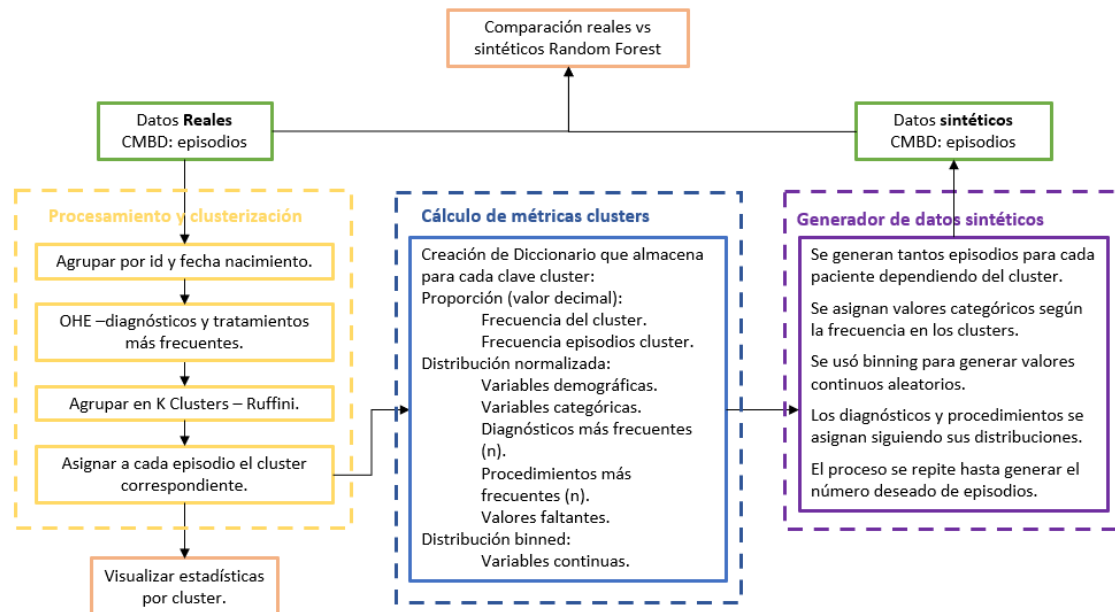 Comparación reales vs
sintéticos Random Forest
Datos Reales
CMBD: episodios
Datos sintéticos
CMBD: episodios
Procesamiento y clusterización
Agrupar por id y fecha nacimiento.
OHE –diagnósticos y tratamientos
más frecuentes.
Agrupar en K Clusters – Ruffini.
Asignar a cada episodio el cluster
correspondiente.
Visualizar estadísticas
por cluster.
Cálculo de métricas clusters
Creación de Diccionario que almacena
para cada clave cluster:
Proporción (valor decimal):
Frecuencia del cluster.
Frecuencia episodios cluster.
Distribución normalizada:
Variables demográficas.
Variables categóricas.
Diagnósticos más frecuentes
(n).
Procedimientos más
frecuentes (n).
Valores faltantes.
Distribución binned:
Variables continuas.
Generador de datos sintéticos
Se generan tantos episodios para cada
paciente dependiendo del cluster.
Se asignan valores categóricos según
la frecuencia en los clusters.
Se usó binning para generar valores
continuos aleatorios.
Los diagnósticos y procedimientos se
asignan siguiendo sus distribuciones.
El proceso se repite hasta generar el
número deseado de episodios.